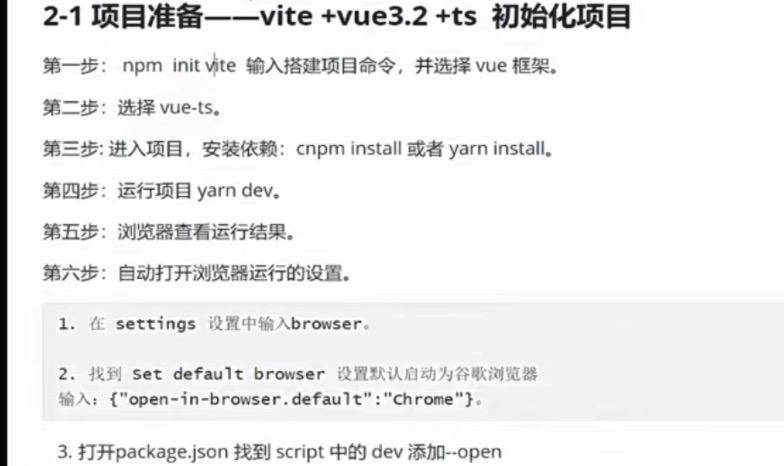 2-1 项目准备——vite +vue3.2 +ts 初始化项目
第一步： npm init vite 输入搭建项目命令，并选择 vue 框架。
第二步：选择 vue-ts。
第三步: 进入项目，安装依赖：cnpm install 或者 yarn install。
第四步：运行项目 yarn dev。
第五步：浏览器查看运行结果。
第六步：自动打开浏览器运行的设置。
1. 在 settings 设置中输入browser。
2. 找到 Set default browser 设置默认启动为谷歌浏览器
输入：{"open-in-browser.default":"Chrome"}。
3. 打开package.json 找到 script 中的 dev 添加--open